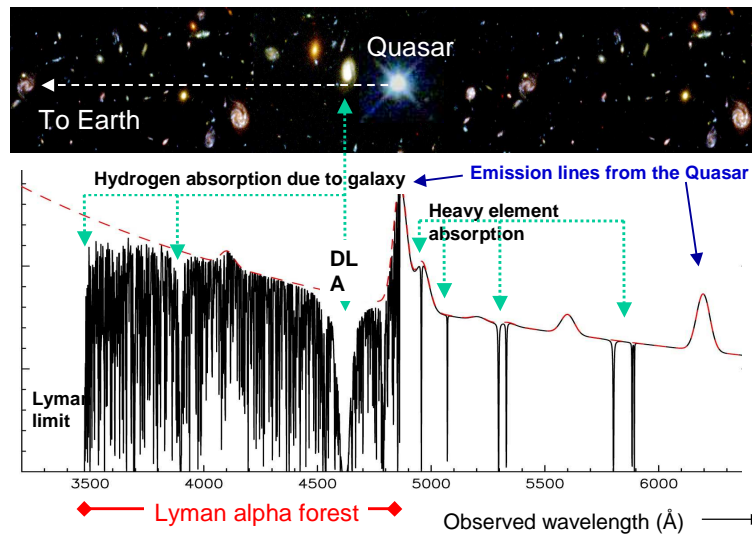 Quasar
To Earth
Hydrogen absorption due to galaxy
Emission lines from the Quasar
Heavy element
absorption
DL
A
Lyman
limit
3500 4000 4500 5000 5500 6000
Lyman alpha forest
Observed wavelength (Å)